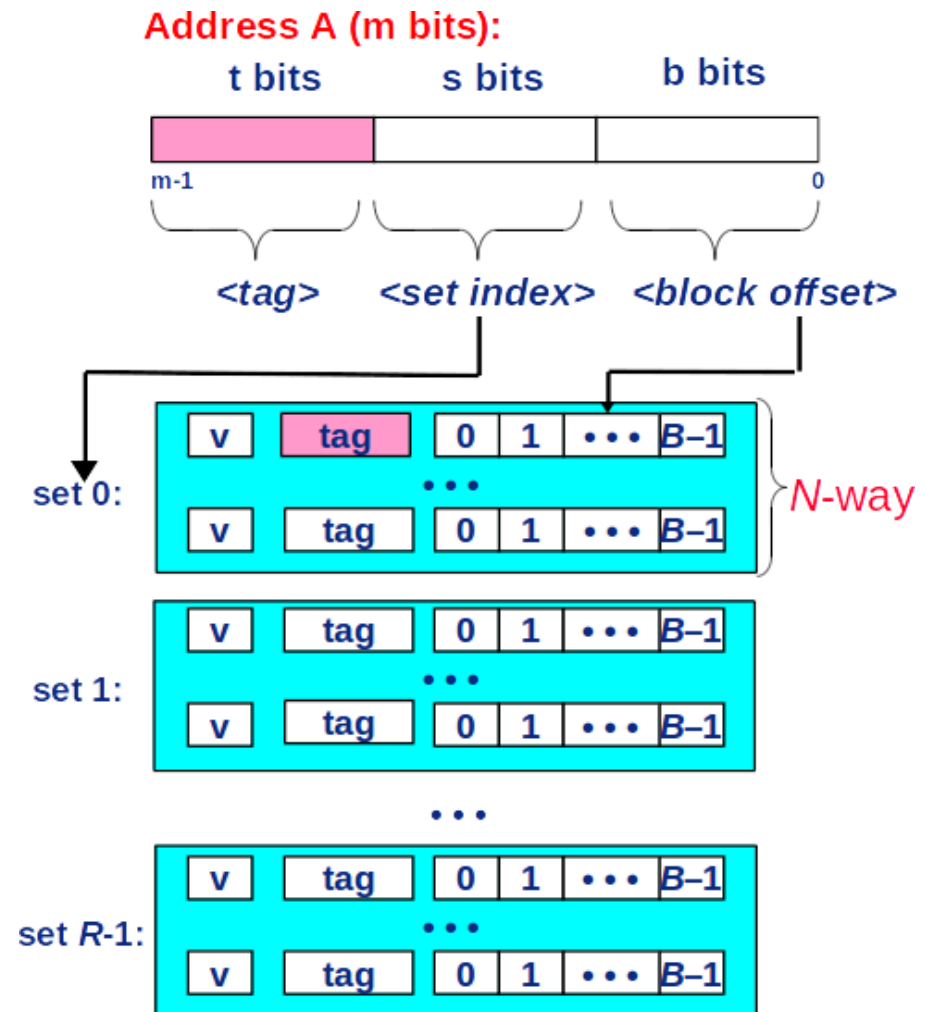 Address A (m bits):
t bits s bits b bits
m-1 0
<tag> <set index> <block offset>
v tag 0 1 ••• B–1
set 0: •••
N-way
v tag 0 1 ••• B–1
v tag 0 1 ••• B–1
set 1: •••
v tag 0 1 ••• B–1
•••
v tag 0 1 ••• B–1
set R-1: •••
v tag 0 1 ••• B–1